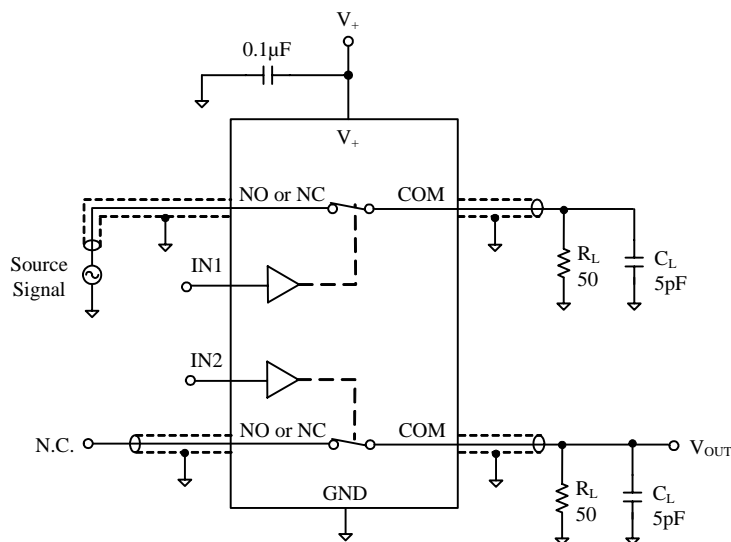 V+
0.1µF
V+
NO or NC
COM
Source
Signal
IN1
RL
50
CL
5pF
IN2
N.C.
NO or NC
COM
VOUT
GND
RL
50
CL
5pF